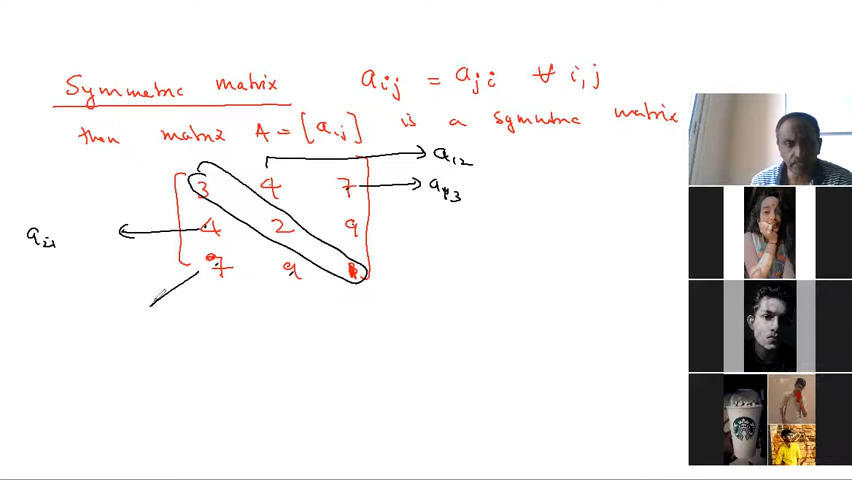 Symmetric matrix aij = aji ∀ i,j
then matrix A = [aij] is a symmetric matrix
a12
3 4 7
a13
4 2 9
a21
7 9
STARBUCKS